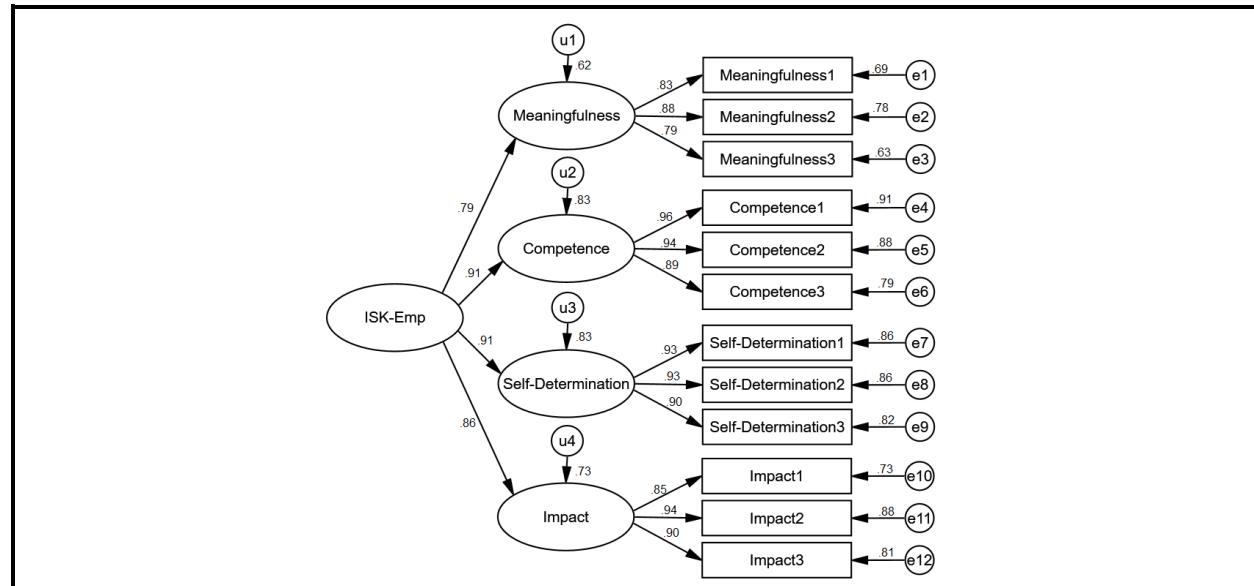 u1
.62
Meaningfulness
.83
.88
.79
Meaningfulness1
.69
e1
Meaningfulness2
.78
e2
Meaningfulness3
.63
e3
u2
.83
Competence
.96
.94
.89
Competence1
.91
e4
Competence2
.88
e5
Competence3
.79
e6
ISK-Emp
.79
.91
.91
.86
u3
.83
Self-Determination
.93
.93
.90
Self-Determination1
.86
e7
Self-Determination2
.86
e8
Self-Determination3
.82
e9
u4
.73
Impact
.85
.94
.90
Impact1
.73
e10
Impact2
.88
e11
Impact3
.81
e12